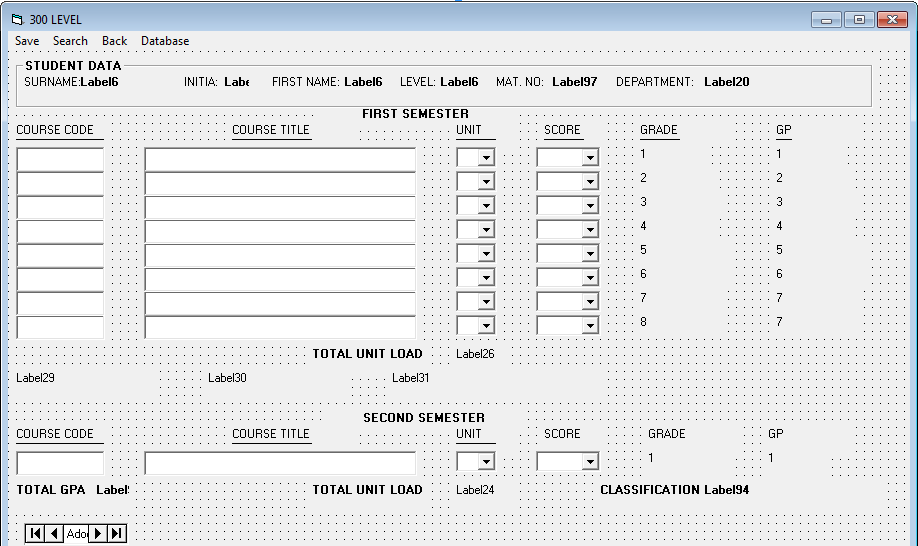 300 LEVEL
Save Search Back Database
STUDENT DATA
SURNAME:Label6 INITIA: Labe FIRST NAME: Label6 LEVEL: Label6 MAT. NO: Label97 DEPARTMENT: Label20
FIRST SEMESTER
COURSE CODE COURSE TITLE UNIT SCORE GRADE GP
1 1
2 2
3 3
4 4
5 5
6 6
7 7
8 7
TOTAL UNIT LOAD Label26
Label29 Label30 Label31
SECOND SEMESTER
COURSE CODE COURSE TITLE UNIT SCORE GRADE GP
1 1
TOTAL GPA Label9 TOTAL UNIT LOAD Label24 CLASSIFICATION Label94
Ado